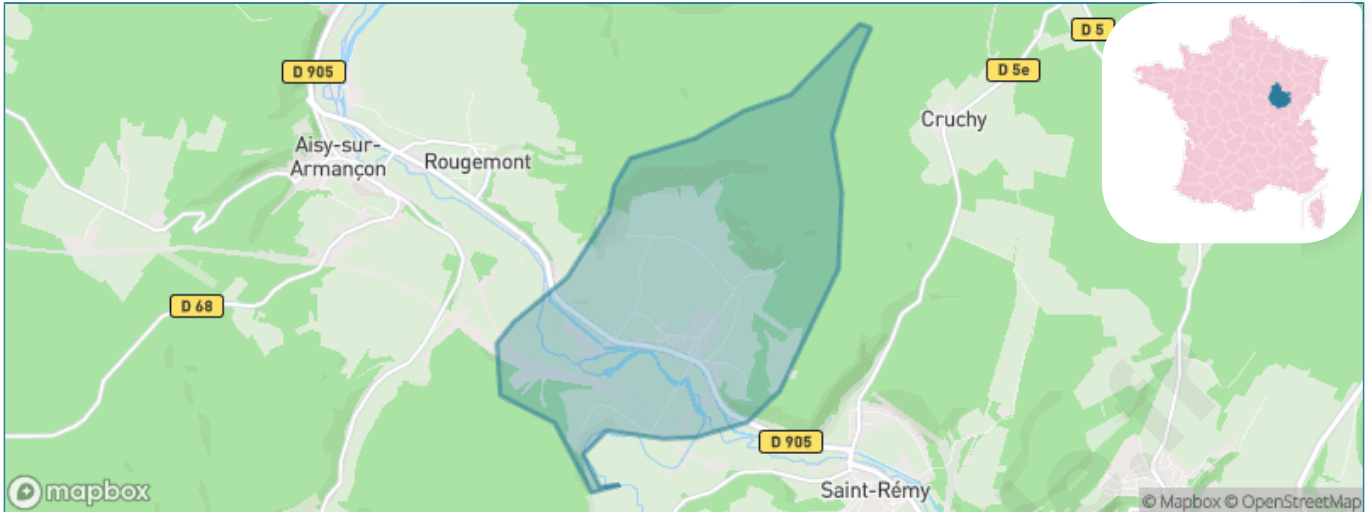 D 5
D 905
D 5e
Cruchy
Aisy-sur-
Armançon
Rougemont
D 68
D 905
Saint-Rémy
mapbox
© Mapbox © OpenStreetMap